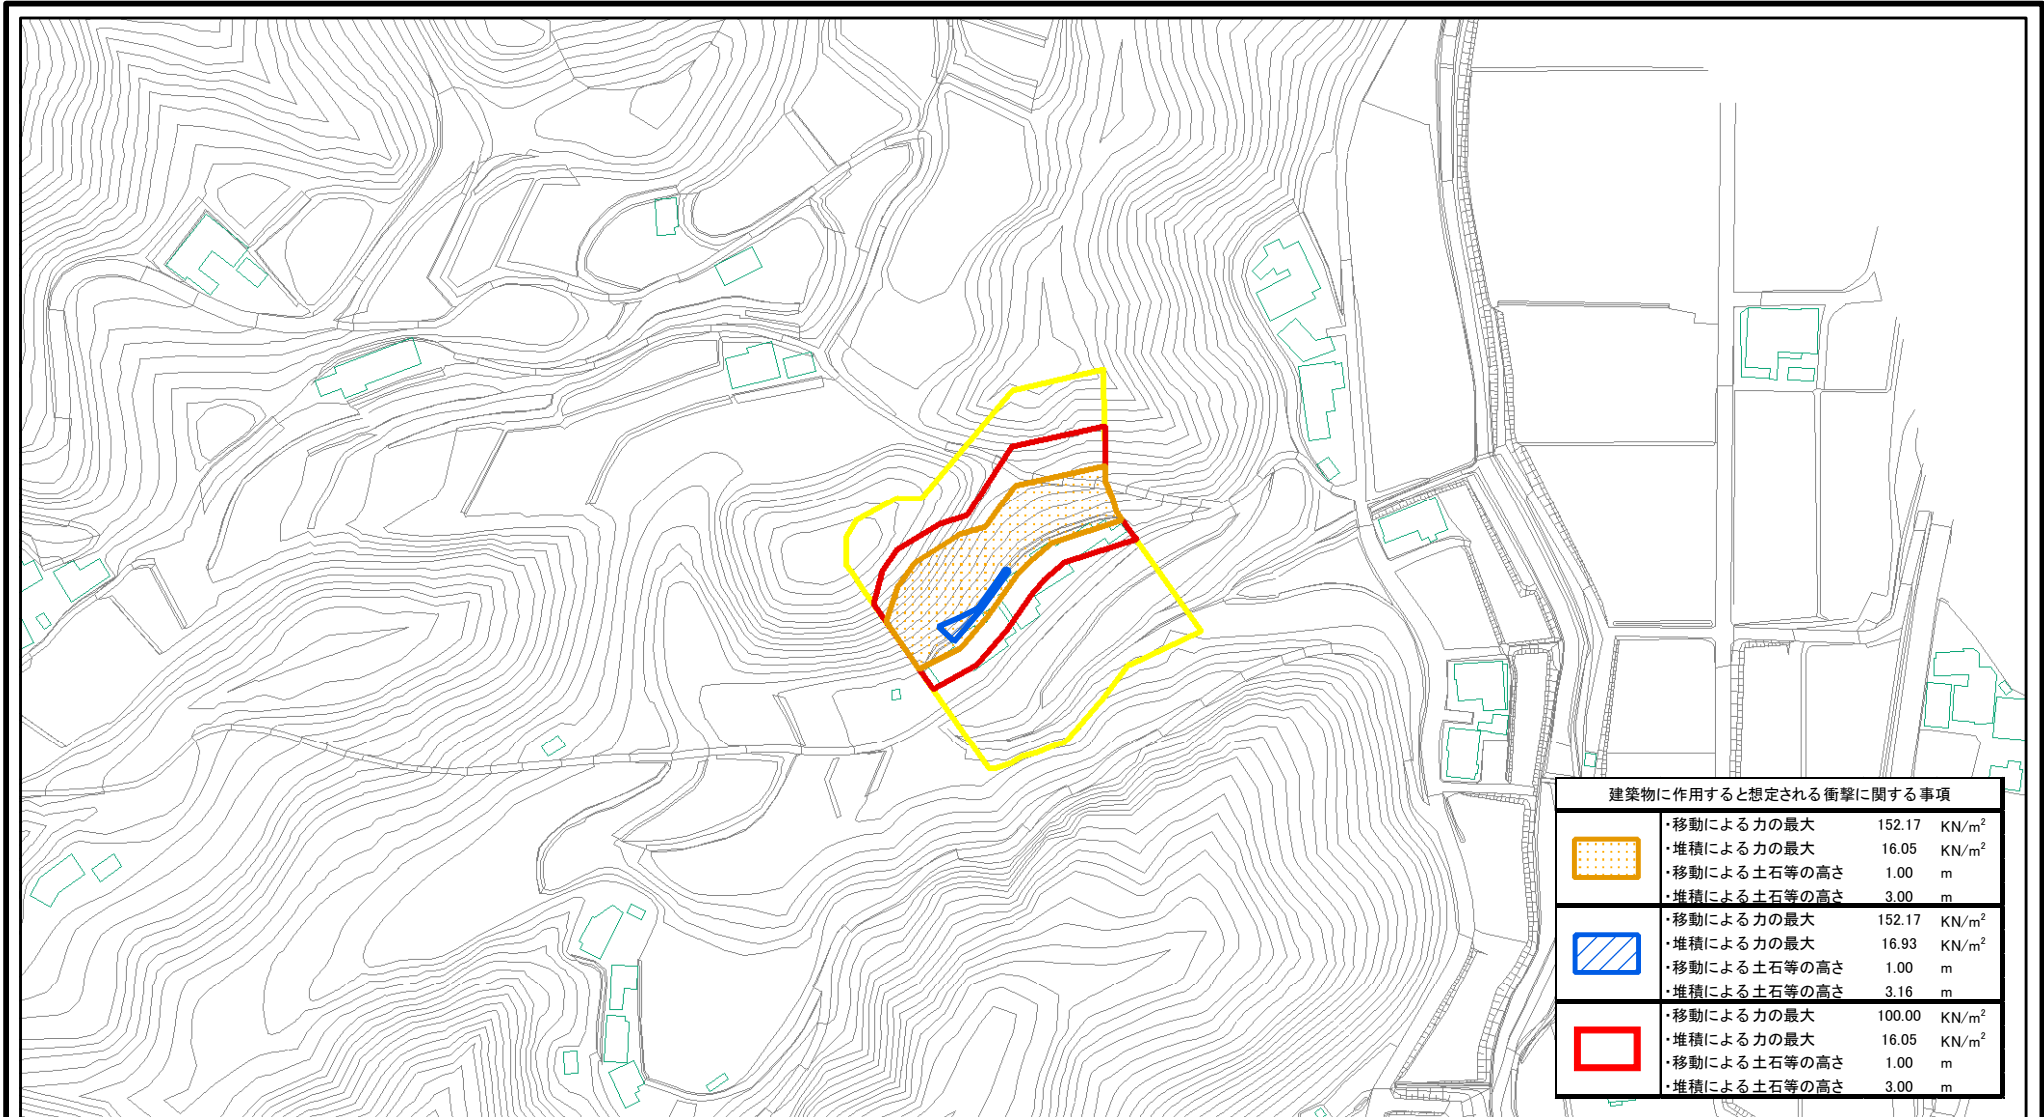 建築物に作用すると想定される衝撃に関する事項
・移動による力の最大 152.17 KN/m²
・堆積による力の最大 16.05 KN/m²
・移動による土石等の高さ 1.00 m
・堆積による土石等の高さ 3.00 m
・移動による力の最大 152.17 KN/m²
・堆積による力の最大 16.93 KN/m²
・移動による土石等の高さ 1.00 m
・堆積による土石等の高さ 3.16 m
・移動による力の最大 100.00 KN/m²
・堆積による力の最大 16.05 KN/m²
・移動による土石等の高さ 1.00 m
・堆積による土石等の高さ 3.00 m